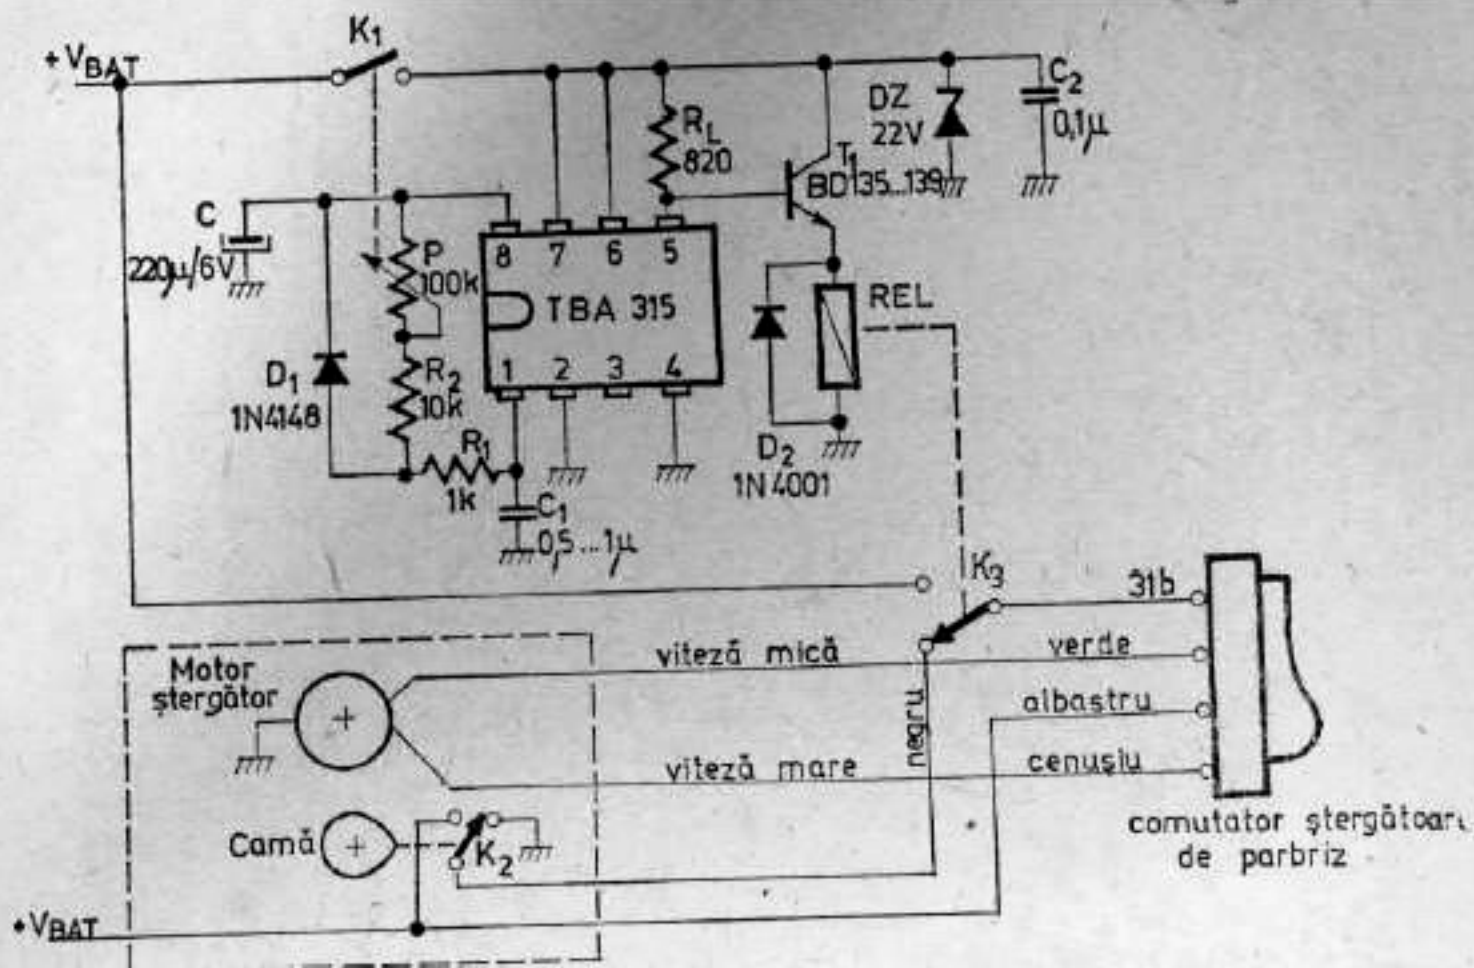 K1
+VBAT
C2
0,1µ
DZ
22V
RL
820
T1
BD135...139
C
220µ/6V
P
100k
8 7 6 5
TBA 315
REL
1 2 3 4
D1
1N4148
R2
10k
R1
1k
C1
0,5...1µ
D2
1N4001
K3
31b
Motor
ștergător
viteză mică
verde
negru
albastru
viteză mare
cenușiu
Camă
K2
comutator ștergătoare
de parbriz
+VBAT